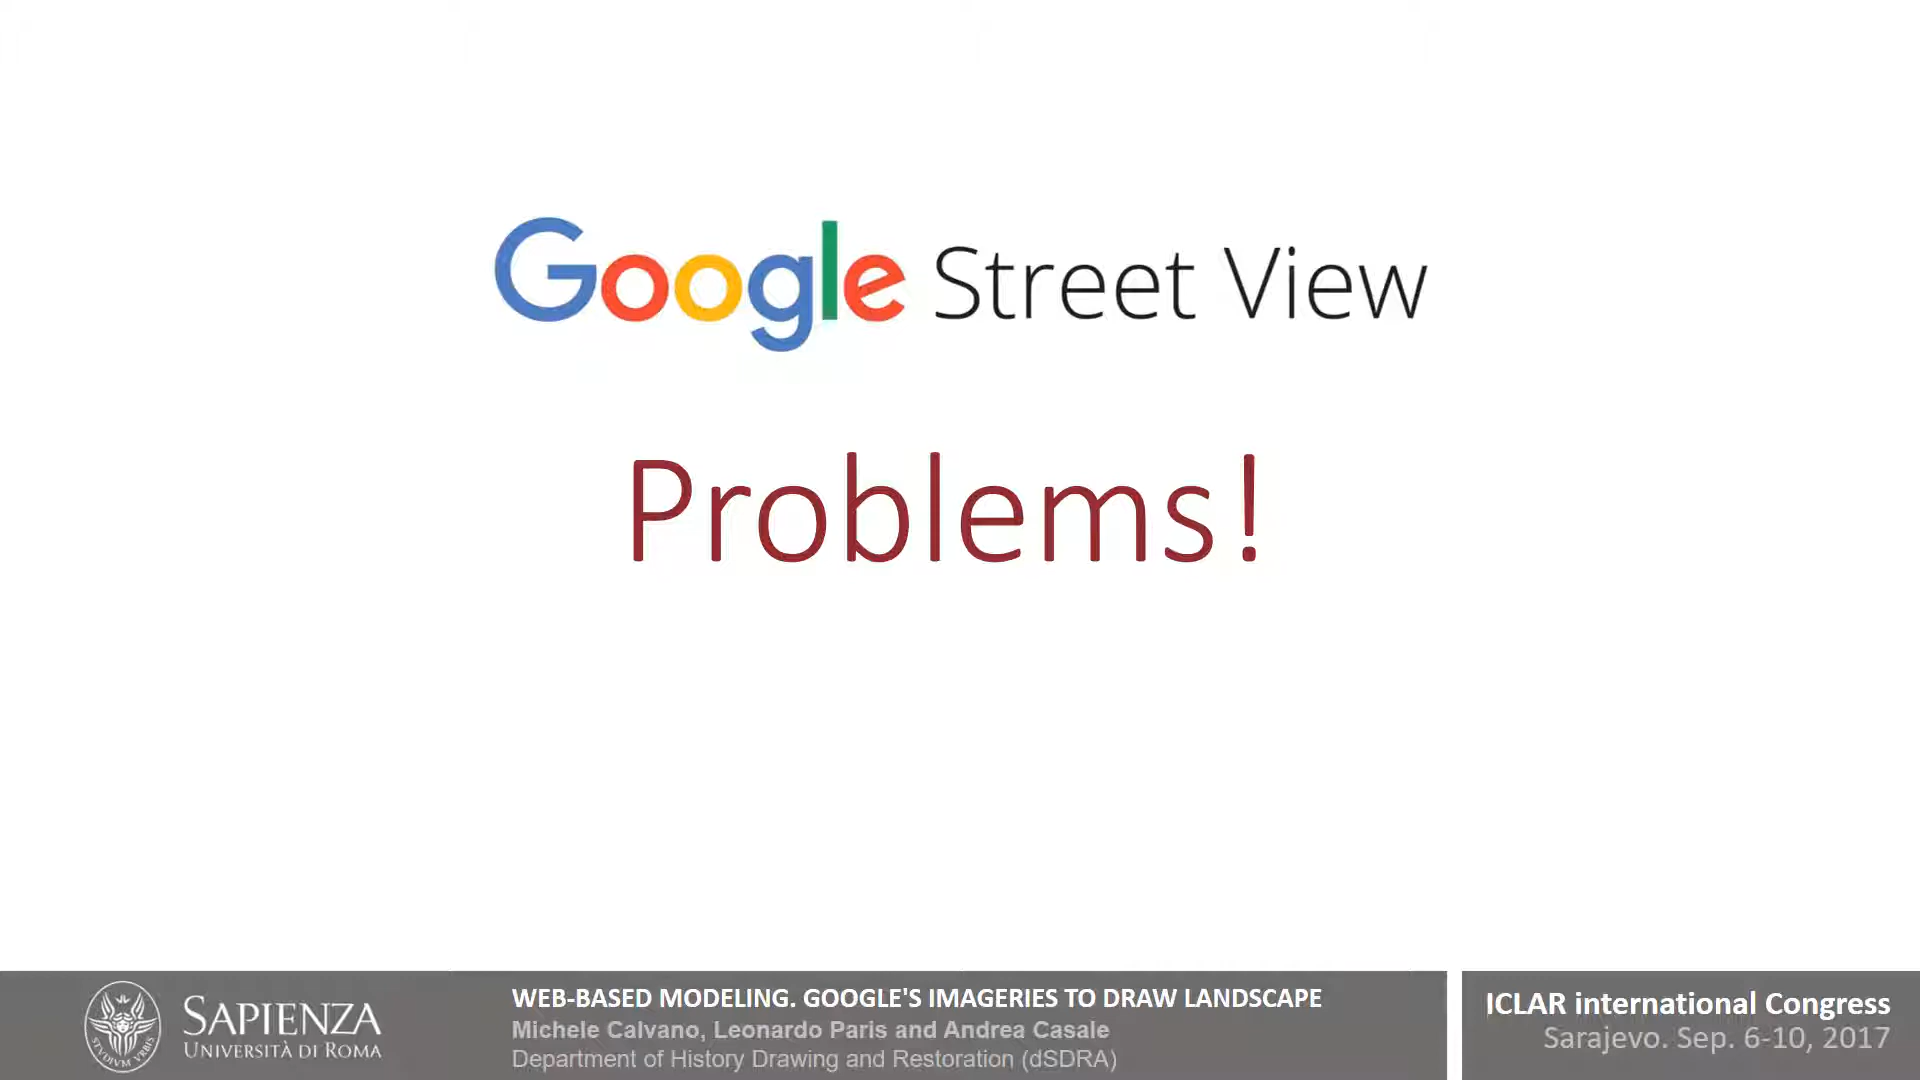 Google Street View
Problems!
STVDIVM VRBIS
SAPIENZA
UNIVERSITÀ DI ROMA
WEB-BASED MODELING. GOOGLE'S IMAGERIES TO DRAW LANDSCAPE
Michele Calvano, Leonardo Paris and Andrea Casale
Department of History Drawing and Restoration (dSDRA)
ICLAR international Congress
Sarajevo. Sep. 6-10, 2017